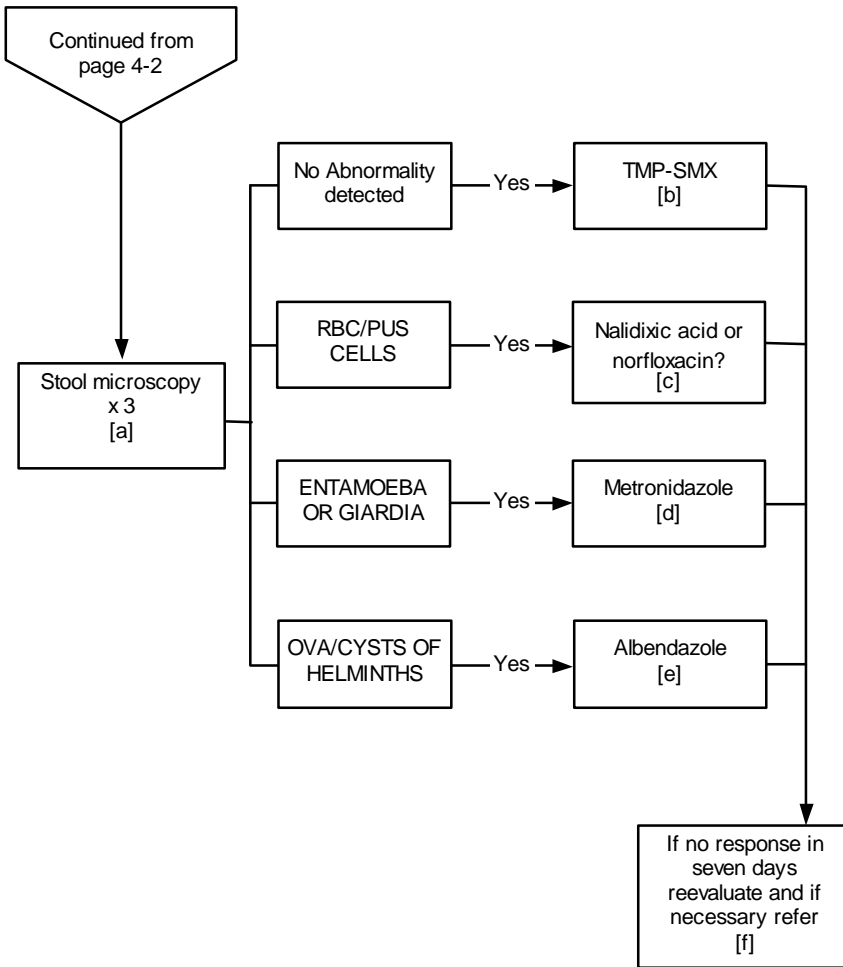 Continued from
page 4-2
No Abnormality
detected
Yes
TMP-SMX
[b]
RBC/PUS
CELLS
Yes
Nalidixic acid or
norfloxacin?
[c]
Stool microscopy
x 3
[a]
ENTAMOEBA
OR GIARDIA
Yes
Metronidazole
[d]
OVA/CYSTS OF
HELMINTHS
Yes
Albendazole
[e]
If no response in
seven days
reevaluate and if
necessary refer
[f]